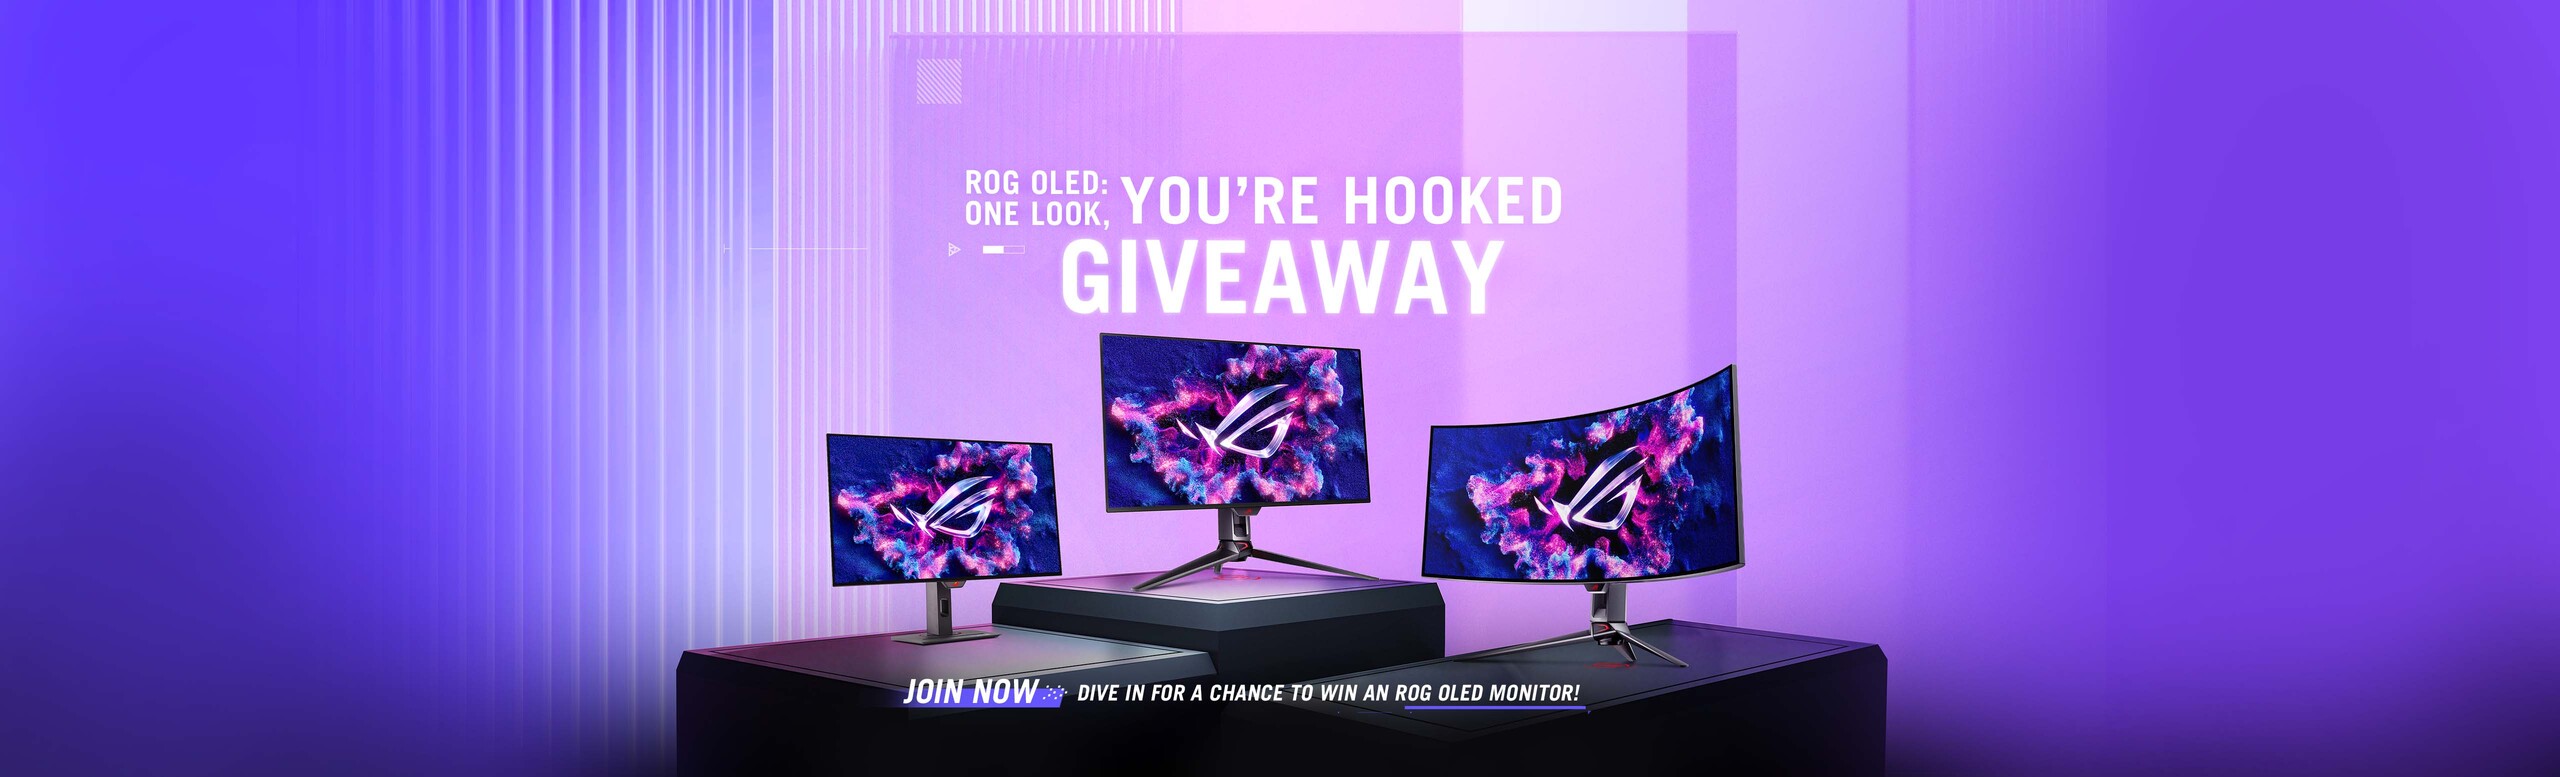 ROG OLED:
ONE LOOK, YOU’RE HOOKED
GIVEAWAY
JOIN NOW DIVE IN FOR A CHANCE TO WIN AN ROG OLED MONITOR!